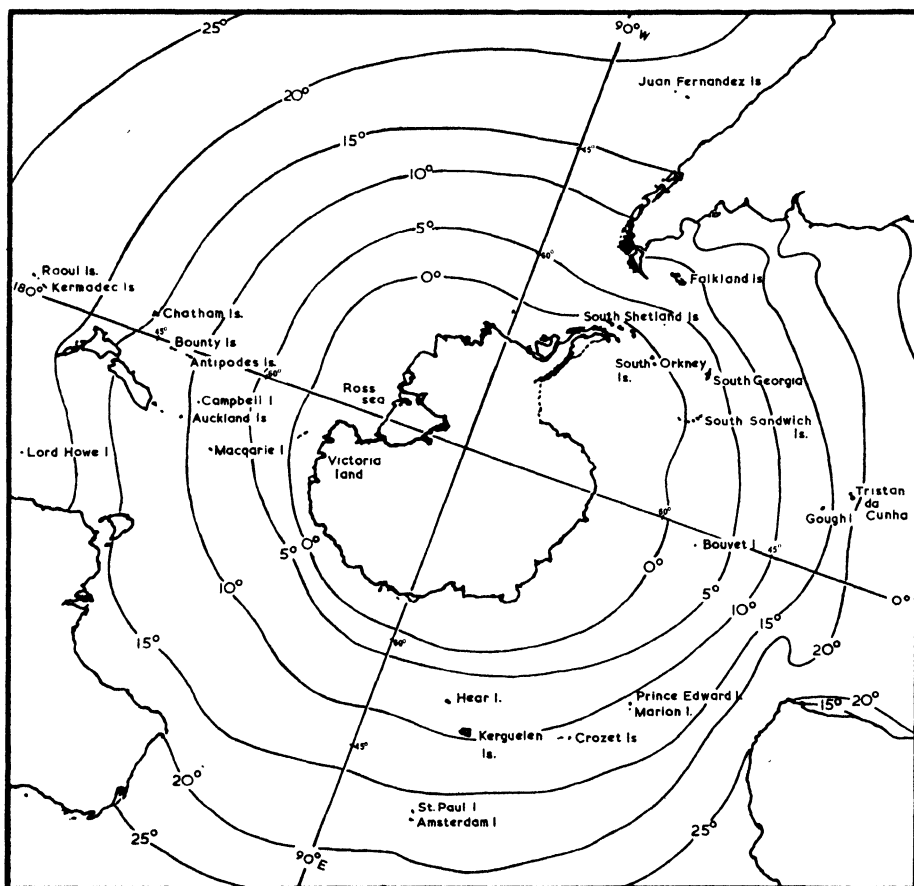 25°
90°W
Juan Fernandez Is
20°
15°
45°
10°
5°
60°
Raoul Is.
180°
Kermadec Is
0°
Falkland Is
Chatham Is.
South Shetland Is
45°
Bounty Is
Antipodes Is.
60°
South Orkney
Is.
South Georgia
Ross
sea
Campbell I
Auckland Is
South Sandwich
Is.
Lord Howe I
Macqarie I
Victoria
land
Tristan
da
Cunha
Gough I
60°
Bouvet I
45°
5°
0°
0°
0°
10°
5°
10°
15°
15°
60°
20°
Hear I.
Prince Edward I.
Marion I.
15°
20°
Kerguelen
Is.
Crozet Is
45°
20°
St. Paul I
Amsterdam I
25°
25°
90°E